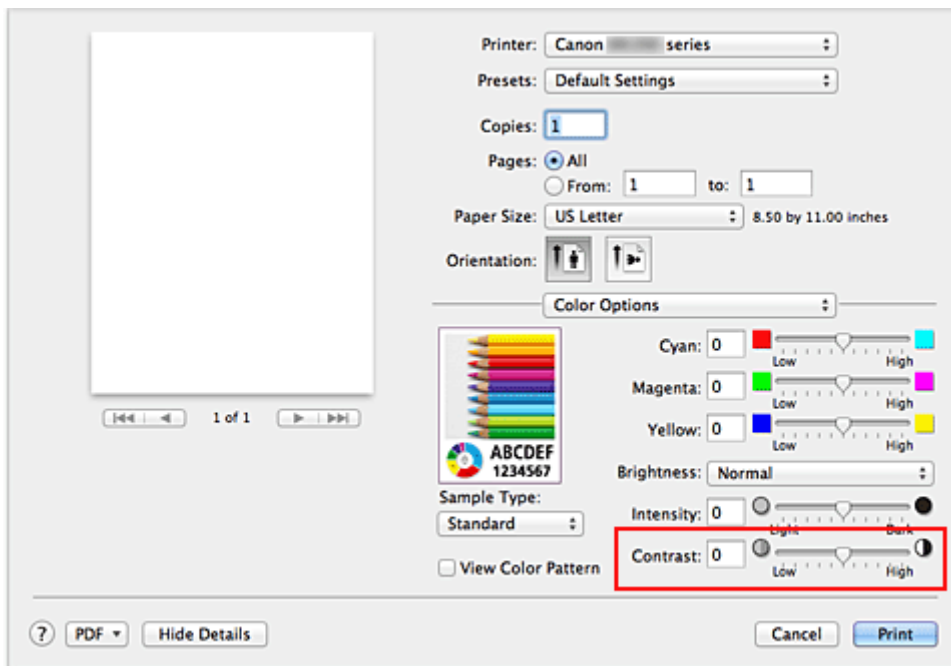 Printer: Canon series
Presets: Default Settings
Copies: 1
Pages: All
From: 1 to: 1
Paper Size: US Letter 8.50 by 11.00 inches
Orientation:
Color Options
1 of 1
ABCDEF
1234567
Sample Type:
Standard
View Color Pattern
Cyan: 0
Low High
Magenta: 0
Low High
Yellow: 0
Low High
Brightness: Normal
Intensity: 0
Light Dark
Contrast: 0
Low High
? PDF Hide Details Cancel Print